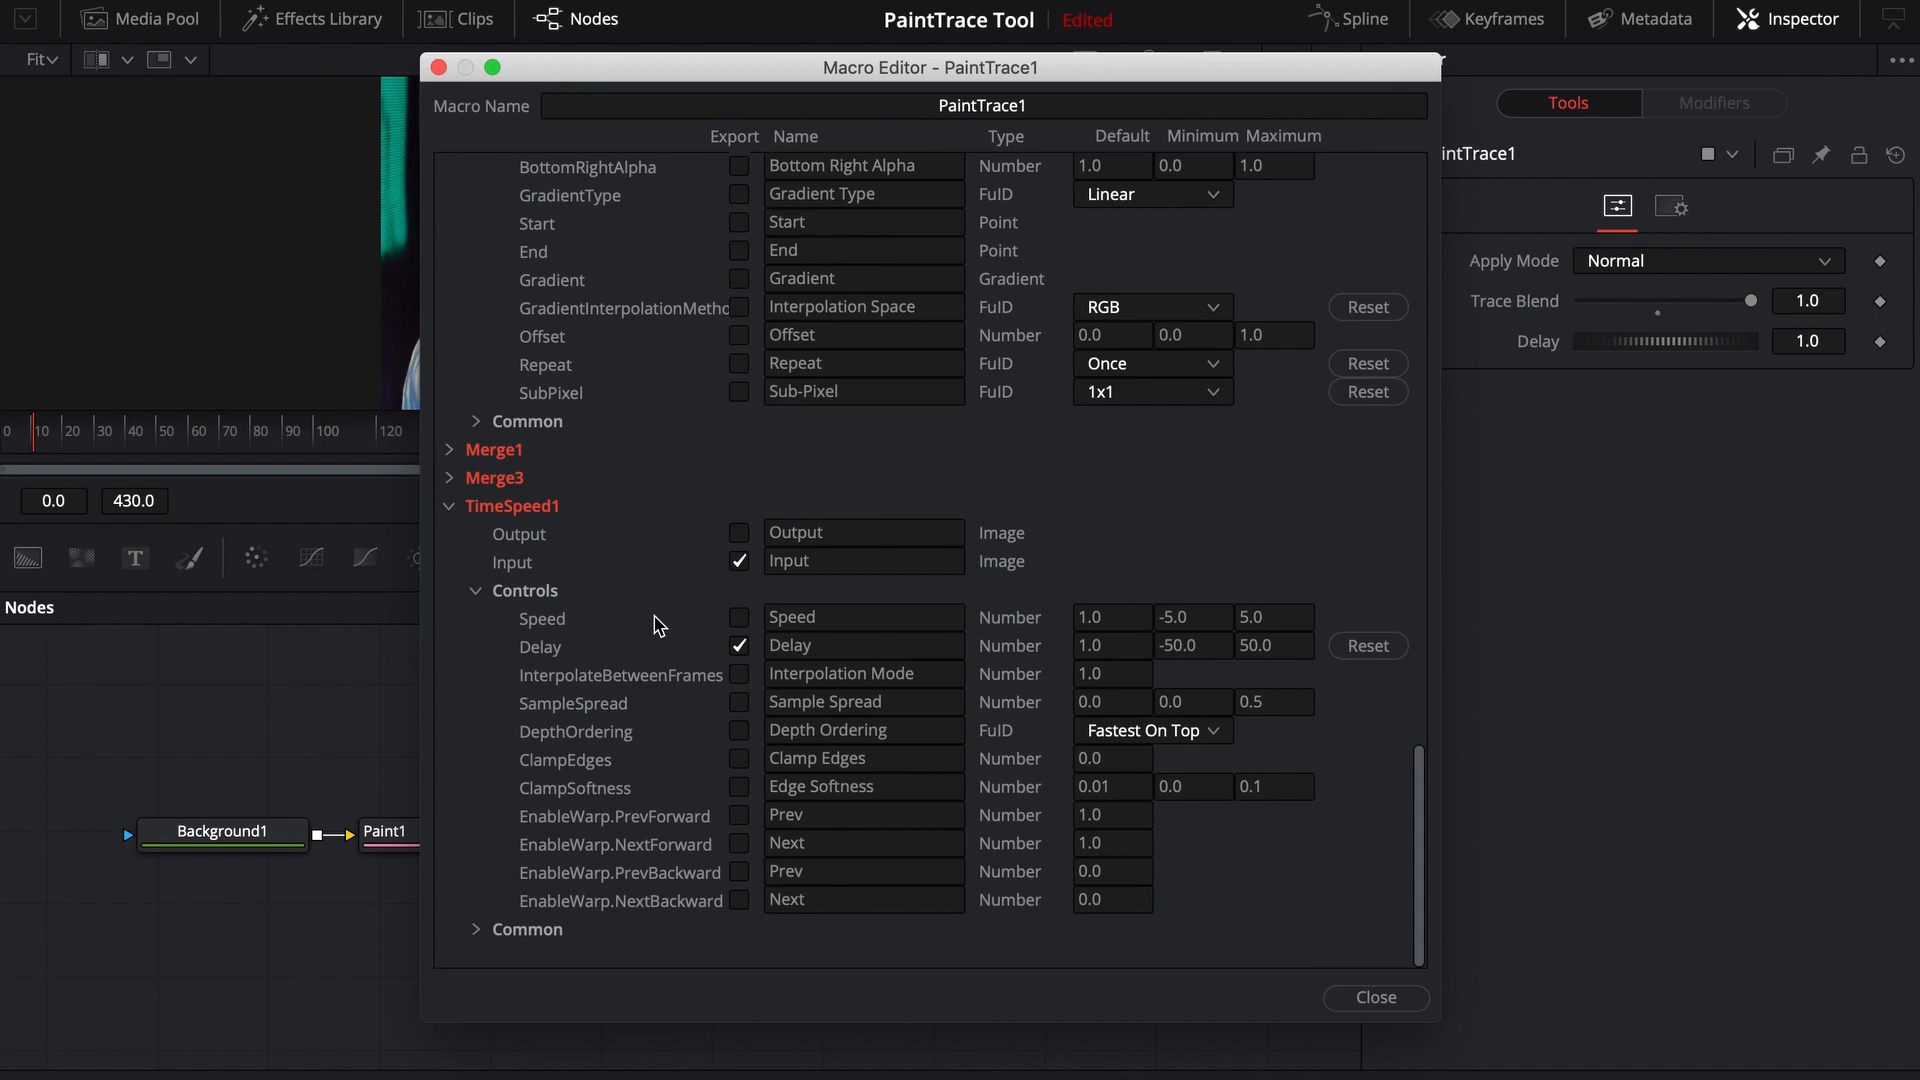 Media Pool Effects Library Clips Nodes PaintTrace Tool Edited Spline Keyframes Metadata Inspector
Fit
Macro Editor - PaintTrace1
Macro Name PaintTrace1
Tools Modifiers
Export Name Type Default Minimum Maximum
intTrace1
BottomRightAlpha Bottom Right Alpha Number 1.0 0.0 1.0
GradientType Gradient Type FuID Linear
Start Start Point
End End Point
Gradient Gradient Gradient
GradientInterpolationMetho Interpolation Space FuID RGB Reset
Offset Offset Number 0.0 0.0 1.0
Repeat Repeat FuID Once Reset
SubPixel Sub-Pixel FuID 1x1 Reset
Common
Merge1
Merge3
TimeSpeed1
Output Output Image
Input Input Image
Controls
Speed Speed Number 1.0 -5.0 5.0
Delay Delay Number 1.0 -50.0 50.0 Reset
InterpolateBetweenFrames Interpolation Mode Number 1.0
SampleSpread Sample Spread Number 0.0 0.0 0.5
DepthOrdering Depth Ordering FuID Fastest On Top
ClampEdges Clamp Edges Number 0.0
ClampSoftness Edge Softness Number 0.01 0.0 0.1
EnableWarp.PrevForward Prev Number 1.0
EnableWarp.NextForward Next Number 1.0
EnableWarp.PrevBackward Prev Number 0.0
EnableWarp.NextBackward Next Number 0.0
Common
Close
Apply Mode Normal
Trace Blend 1.0
Delay 1.0
0 10 20 30 40 50 60 70 80 90 100 120
0.0 430.0
T
Nodes
Background1 Paint1